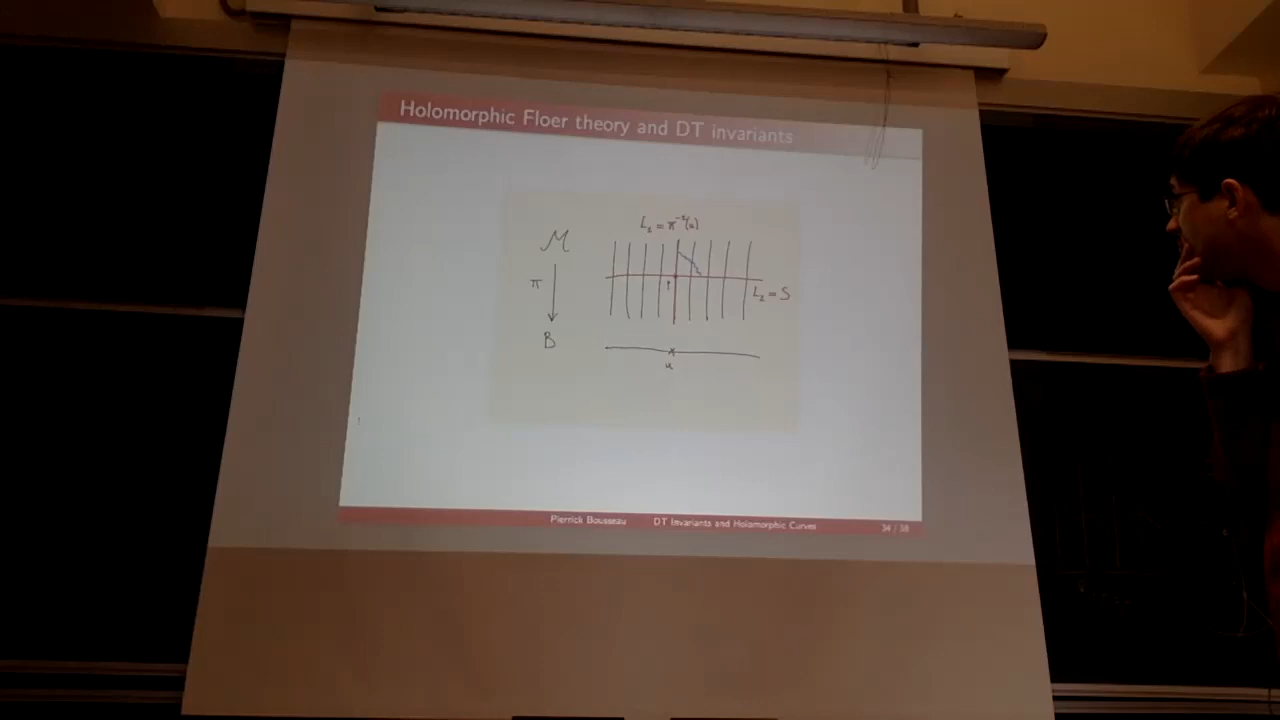 Holomorphic Floer theory and DT invariants
L₁ = π⁻¹(u)
M
π
L₂ = S
B
u
Pierrick Bousseau DT Invariants and Holomorphic Curves 34 / 38